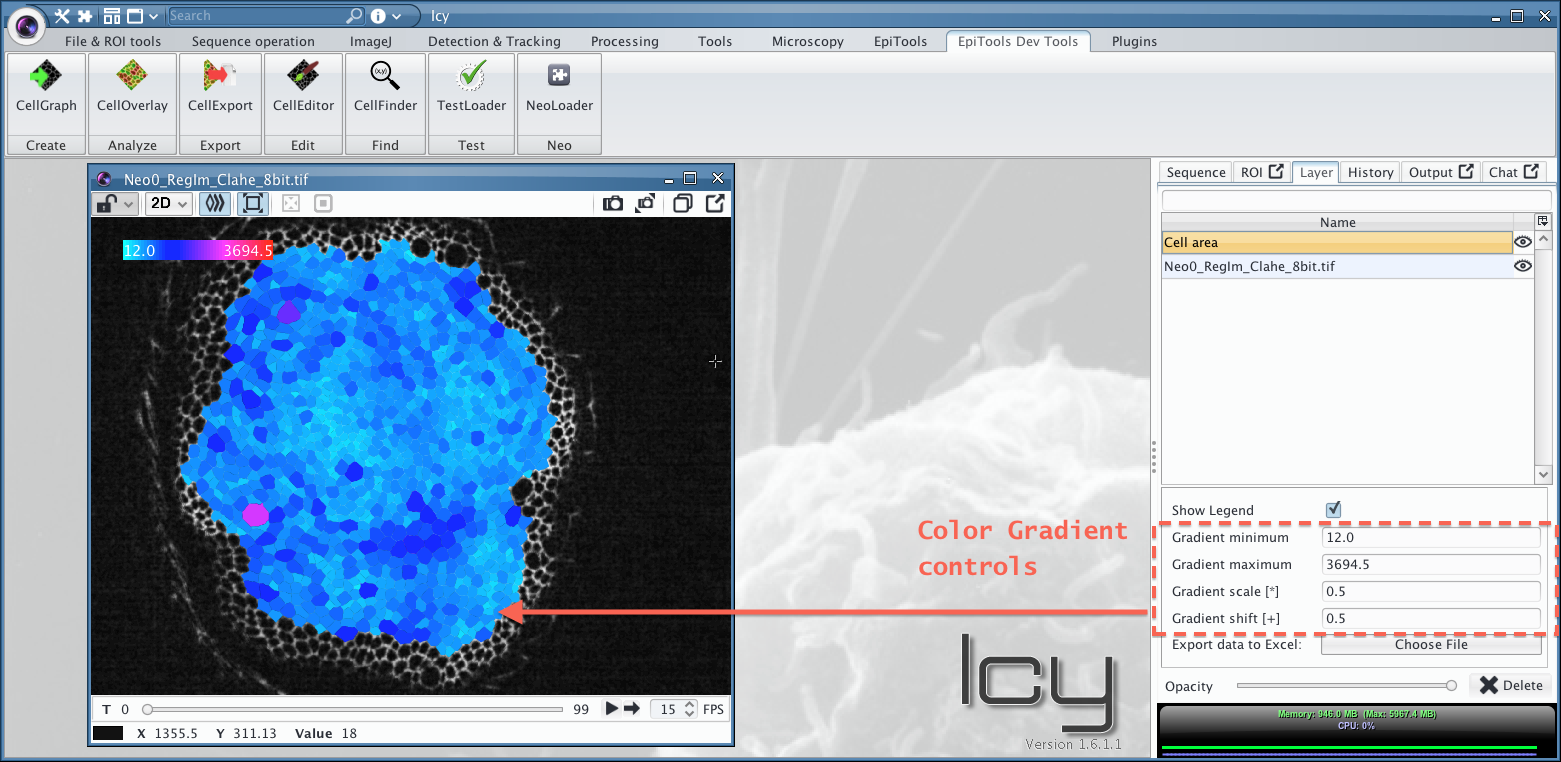 Search
Icy
File & ROI tools Sequence operation ImageJ Detection & Tracking Processing Tools Microscopy EpiTools EpiTools Dev Tools Plugins
CellGraph CellOverlay CellExport CellEditor CellFinder TestLoader NeoLoader
(x,y)
Create Analyze Export Edit Find Test Neo
Neo0_RegIm_Clahe_8bit.tif
2D
12.0 3694.5
T 0 99 15 FPS
X 1355.5 Y 311.13 Value 18
Color Gradient
controls
Icy
Version 1.6.1.1
Sequence ROI Layer History Output Chat
Name
Cell area
Neo0_RegIm_Clahe_8bit.tif
Show Legend
Gradient minimum 12.0
Gradient maximum 3694.5
Gradient scale [*] 0.5
Gradient shift [+] 0.5
Export data to Excel: Choose File
Opacity Delete
Memory: 946.0 MB (Max: 5967.4 MB)
CPU: 0%